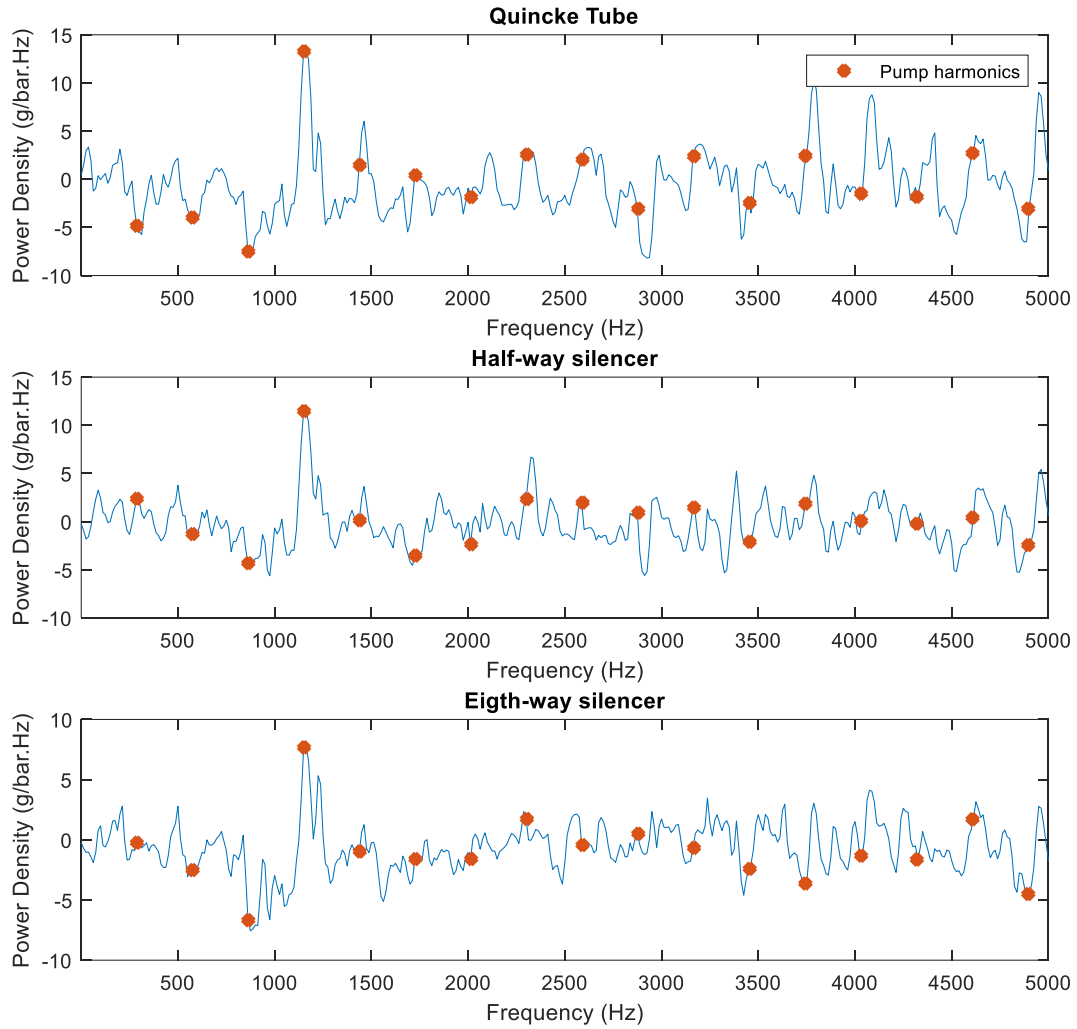 Quincke Tube
15
10
5
0
-5
-10
Power Density (g/bar.Hz)
Pump harmonics
500 1000 1500 2000 2500 3000 3500 4000 4500 5000
Frequency (Hz)
Half-way silencer
15
10
5
0
-5
-10
Power Density (g/bar.Hz)
500 1000 1500 2000 2500 3000 3500 4000 4500 5000
Frequency (Hz)
Eigth-way silencer
10
5
0
-5
-10
Power Density (g/bar.Hz)
500 1000 1500 2000 2500 3000 3500 4000 4500 5000
Frequency (Hz)